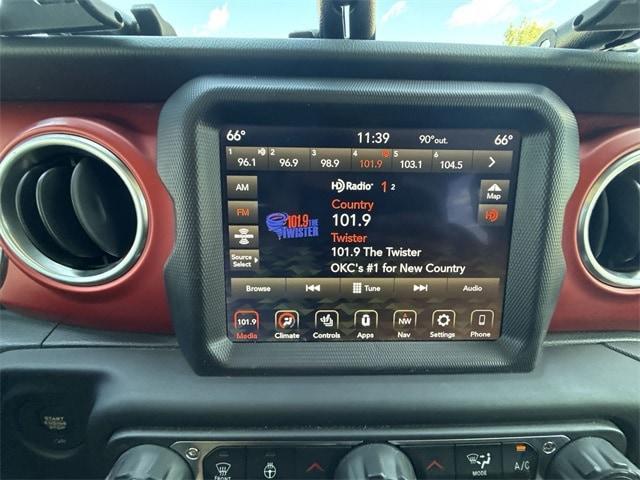 66° 11:39 90° out. 66°
1 HD 96.1 2 96.9 3 98.9 4 101.9 5 103.1 6 104.5
AM
HD Radio 1 2
Map
FM
Country
HD
101.9
101.9 THE
TWISTER
Twister
Source
Select
101.9 The Twister
OKC's #1 for New Country
Browse Tune Audio
101.9 NW
Media Climate Controls Apps Nav Settings Phone
START
ENGINE
STOP
FRONT MODE A/C